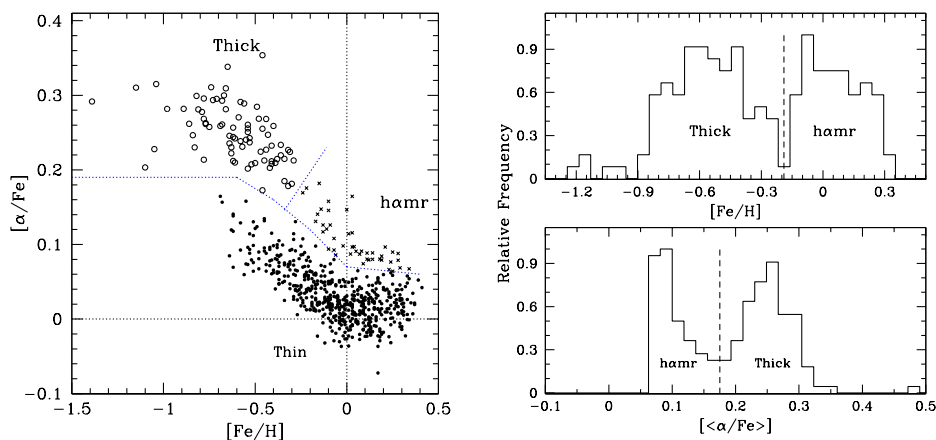 0.4
0.3
0.2
0.1
0
−0.1
[α/Fe]
Thick
hαmr
Thin
−1.5
−1
−0.5
0
0.5
[Fe/H]
Relative Frequency
0.9
0.6
0.3
0
Thick
hαmr
−1.2
−0.9
−0.6
−0.3
0
0.3
[Fe/H]
0.9
0.6
0.3
0
hαmr
Thick
−0.1
0
0.1
0.2
0.3
0.4
0.5
[<α/Fe>]